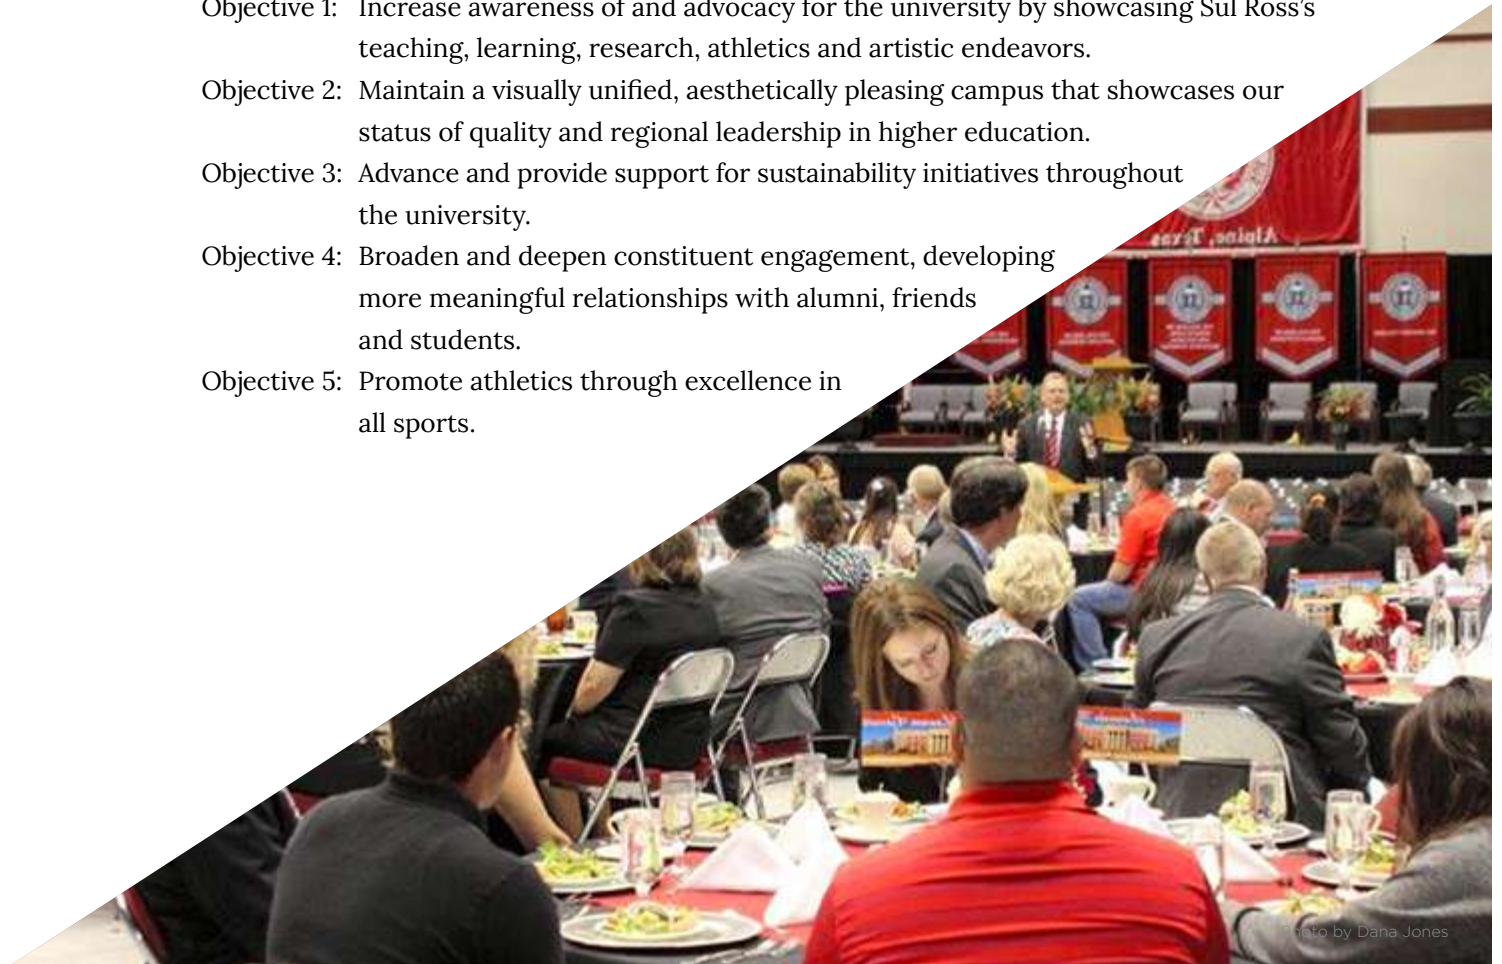 Objective 1: Increase awareness of and advocacy for the university by showcasing Sul Ross’s
teaching, learning, research, athletics and artistic endeavors.
Objective 2: Maintain a visually unified, aesthetically pleasing campus that showcases our
status of quality and regional leadership in higher education.
Objective 3: Advance and provide support for sustainability initiatives throughout
the university.
Objective 4: Broaden and deepen constituent engagement, developing
more meaningful relationships with alumni, friends
and students.
Objective 5: Promote athletics through excellence in
all sports.
Alpine, Texas
Photo by Dana Jones